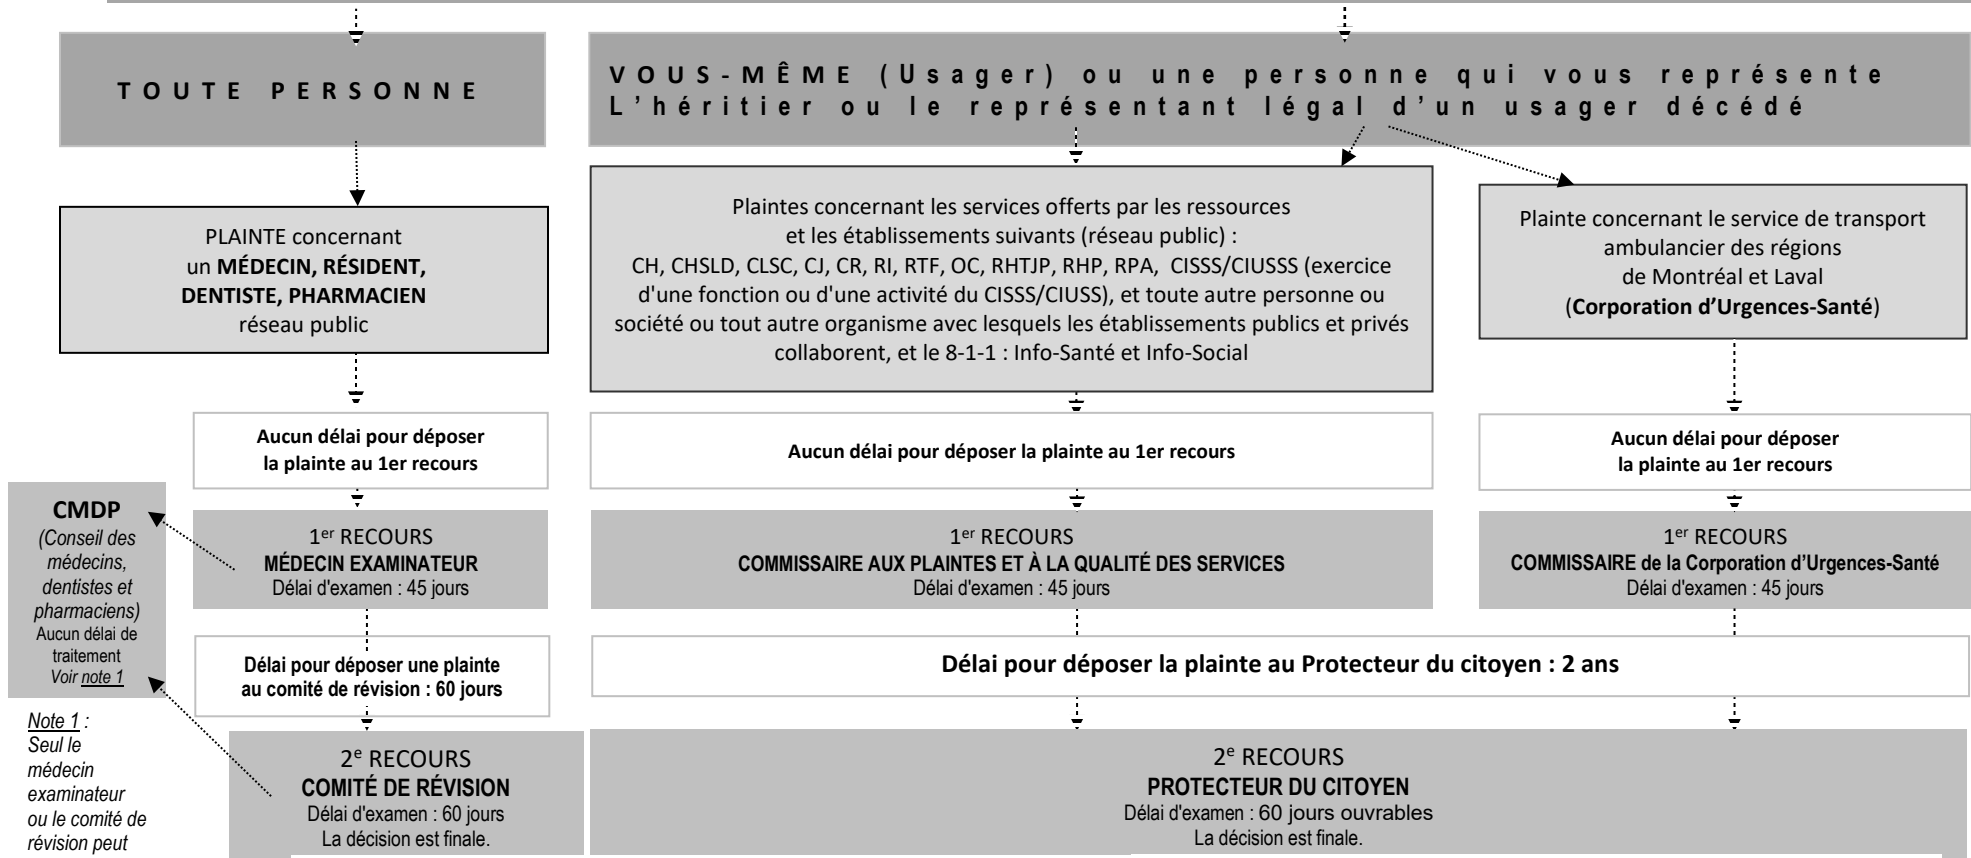 TOUTE PERSONNE
VOUS-MÊME (Usager) ou une personne qui vous représente
L’héritier ou le représentant légal d’un usager décédé
PLAINTE concernant
un MÉDECIN, RÉSIDENT,
DENTISTE, PHARMACIEN
réseau public
Plaintes concernant les services offerts par les ressources
et les établissements suivants (réseau public) :
CH, CHSLD, CLSC, CJ, CR, RI, RTF, OC, RHTJP, RHP, RPA, CISSS/CIUSSS (exercice
d'une fonction ou d'une activité du CISSS/CIUSS), et toute autre personne ou
société ou tout autre organisme avec lesquels les établissements publics et privés
collaborent, et le 8-1-1 : Info-Santé et Info-Social
Plainte concernant le service de transport
ambulancier des régions
de Montréal et Laval
(Corporation d’Urgences-Santé)
Aucun délai pour déposer
la plainte au 1er recours
Aucun délai pour déposer la plainte au 1er recours
Aucun délai pour déposer
la plainte au 1er recours
CMDP
(Conseil des
médecins,
dentistes et
pharmaciens)
Aucun délai de
traitement
Voir note 1
1er RECOURS
MÉDECIN EXAMINATEUR
Délai d'examen : 45 jours
1er RECOURS
COMMISSAIRE AUX PLAINTES ET À LA QUALITÉ DES SERVICES
Délai d'examen : 45 jours
1er RECOURS
COMMISSAIRE de la Corporation d’Urgences-Santé
Délai d'examen : 45 jours
Délai pour déposer une plainte
au comité de révision : 60 jours
Délai pour déposer la plainte au Protecteur du citoyen : 2 ans
Note 1 :
Seul le
médecin
examinateur
ou le comité de
révision peut
2e RECOURS
COMITÉ DE RÉVISION
Délai d'examen : 60 jours
La décision est finale.
2e RECOURS
PROTECTEUR DU CITOYEN
Délai d'examen : 60 jours ouvrables
La décision est finale.